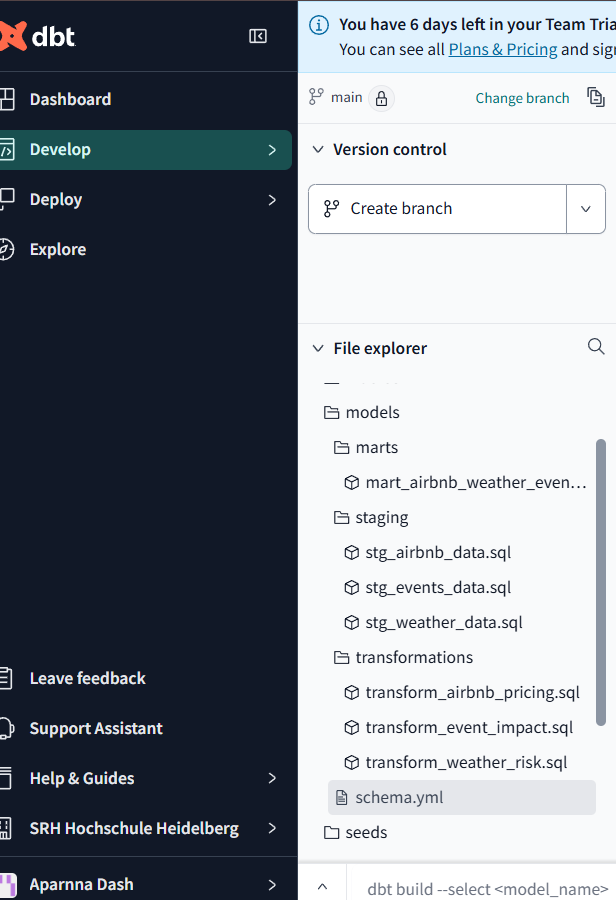 dbt
Dashboard
Develop
Deploy
Explore
Leave feedback
Support Assistant
Help & Guides
SRH Hochschule Heidelberg
Aparnna Dash
You have 6 days left in your Team Tria
You can see all Plans & Pricing and sign
main
Change branch
Version control
Create branch
File explorer
models
marts
mart_airbnb_weather_even...
staging
stg_airbnb_data.sql
stg_events_data.sql
stg_weather_data.sql
transformations
transform_airbnb_pricing.sql
transform_event_impact.sql
transform_weather_risk.sql
schema.yml
seeds
dbt build --select <model_name>